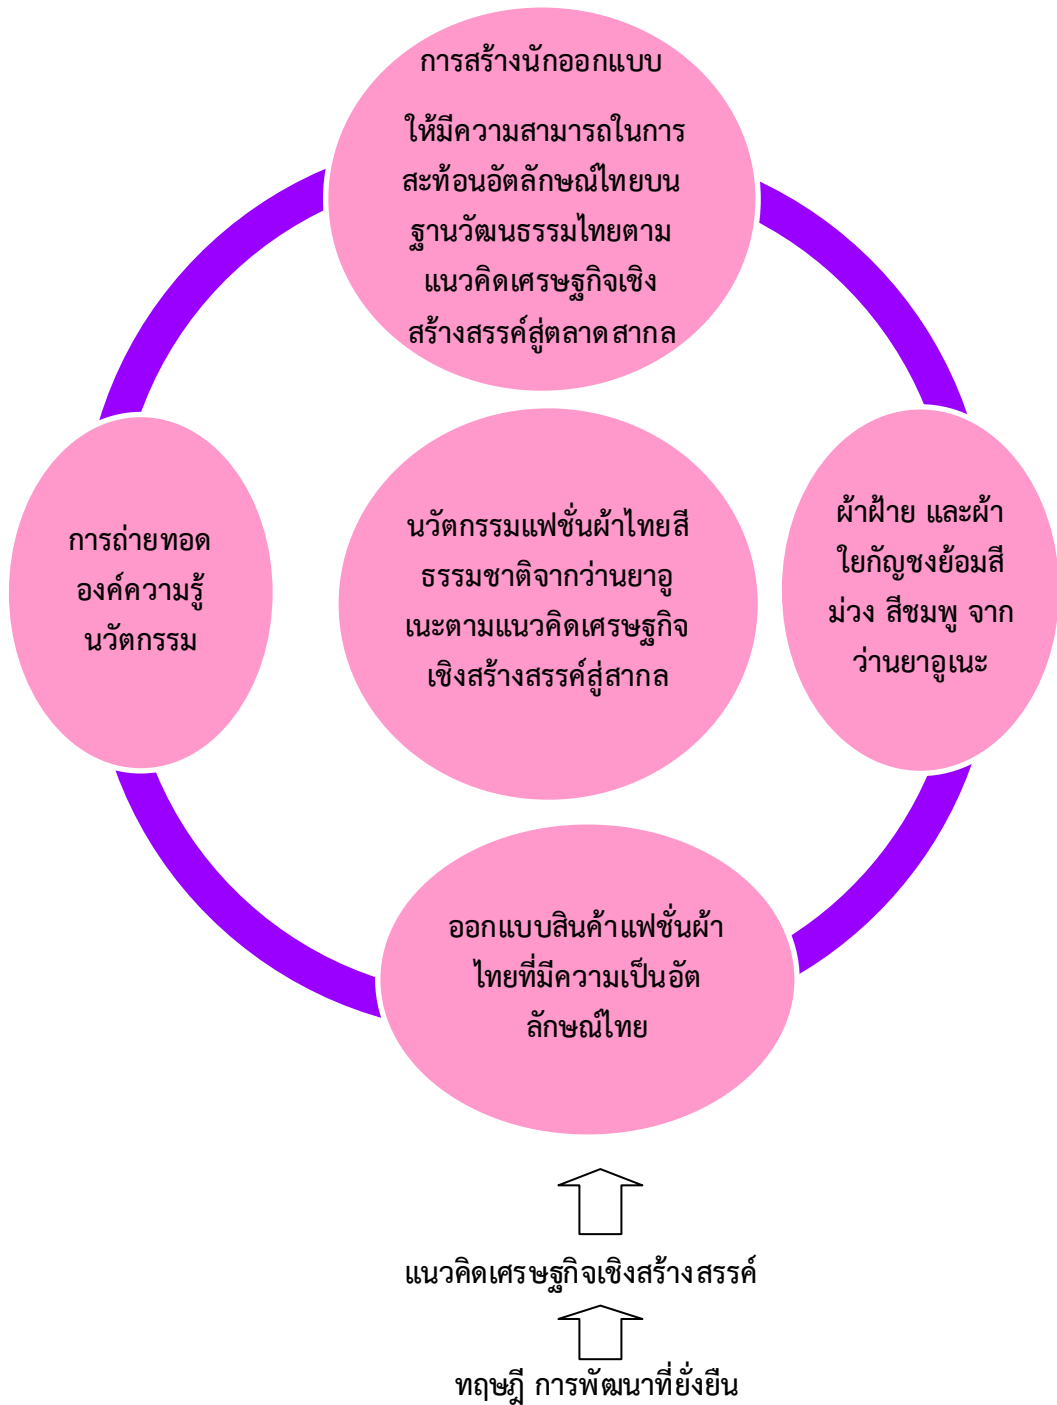 การสร้างนักออกแบบ
ให้มีความสามารถในการ
สะท้อนอัตลักษณ์ไทยบน
ฐานวัฒนธรรมไทยตาม
แนวคิดเศรษฐกิจเชิง
สร้างสรรค์สู่ตลาดสากล
การถ่ายทอด
องค์ความรู้
นวัตกรรม
นวัตกรรมแฟชั่นผ้าไทยสี
ธรรมชาติจากว่านยาอู
เนะตามแนวคิดเศรษฐกิจ
เชิงสร้างสรรค์สู่สากล
ผ้าฝ้าย และผ้า
ใยกัญชงย้อมสี
ม่วง สีชมพู จาก
ว่านยาอูเนะ
ออกแบบสินค้าแฟชั่นผ้า
ไทยที่มีความเป็นอัต
ลักษณ์ไทย
แนวคิดเศรษฐกิจเชิงสร้างสรรค์
ทฤษฎี การพัฒนาที่ยั่งยืน